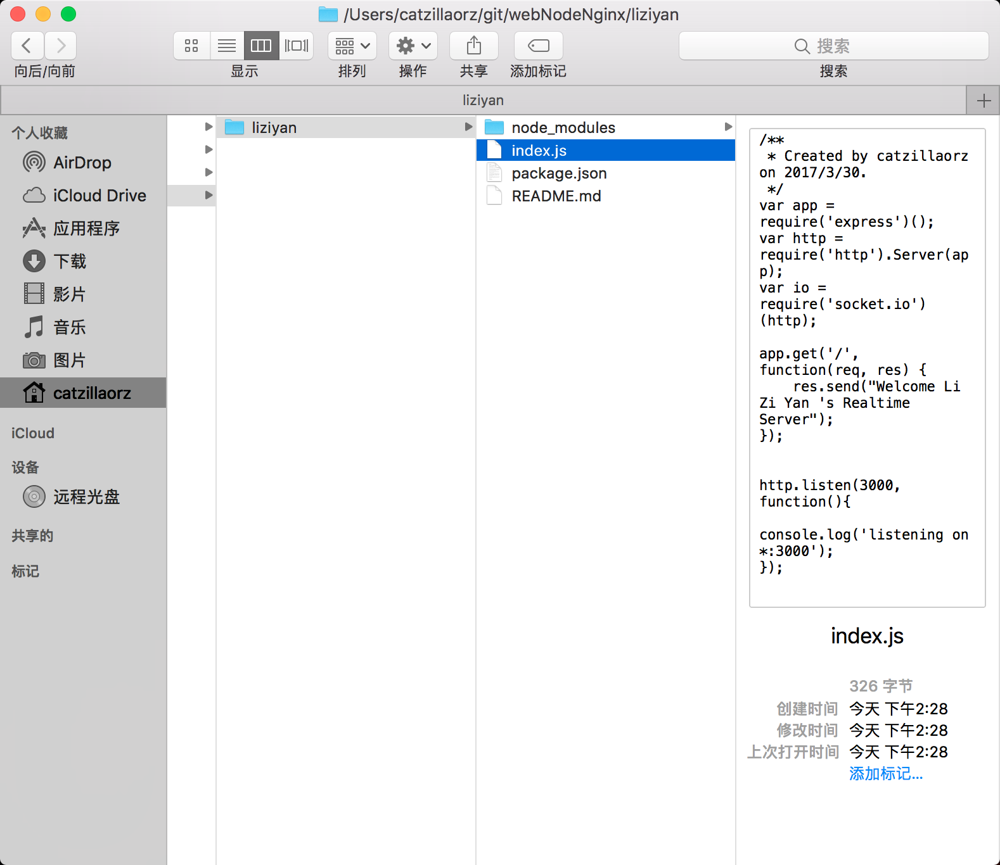 /Users/catzillaorz/git/webNodeNginx/liziyan
搜索
向后/向前
显示
排列
操作
共享
添加标记
搜索
liziyan
个人收藏
AirDrop
iCloud Drive
应用程序
下载
影片
音乐
图片
catzillaorz
iCloud
设备
远程光盘
共享的
标记
liziyan
node_modules
index.js
package.json
README.md
/**
 * Created by catzillaorz
on 2017/3/30.
 */
var app =
require('express')();
var http =
require('http').Server(ap
p);
var io =
require('socket.io')
(http);
app.get('/',
function(req, res) {
    res.send("Welcome Li
Zi Yan 's Realtime
Server");
});
http.listen(3000,
function(){
console.log('listening on
*:3000');
});
index.js
326 字节
创建时间 今天 下午2:28
修改时间 今天 下午2:28
上次打开时间 今天 下午2:28
添加标记...